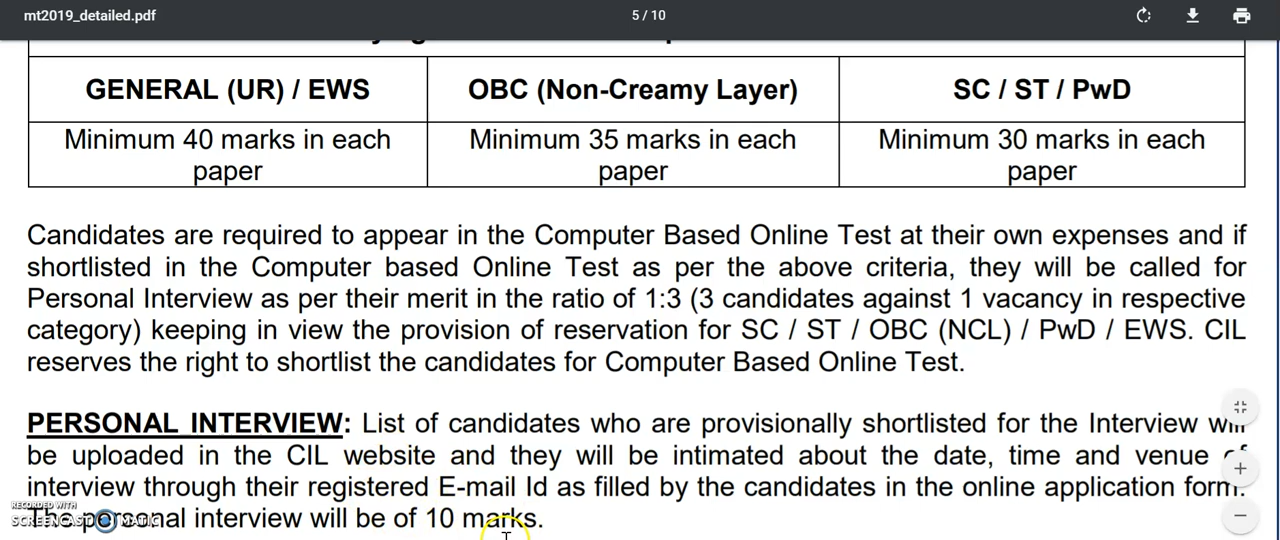 mt2019_detailed.pdf 5 / 10
GENERAL (UR) / EWS OBC (Non-Creamy Layer) SC / ST / PwD
Minimum 40 marks in each paper Minimum 35 marks in each paper Minimum 30 marks in each paper
Candidates are required to appear in the Computer Based Online Test at their own expenses and if
shortlisted in the Computer based Online Test as per the above criteria, they will be called for
Personal Interview as per their merit in the ratio of 1:3 (3 candidates against 1 vacancy in respective
category) keeping in view the provision of reservation for SC / ST / OBC (NCL) / PwD / EWS. CIL
reserves the right to shortlist the candidates for Computer Based Online Test.
PERSONAL INTERVIEW: List of candidates who are provisionally shortlisted for the Interview will
be uploaded in the CIL website and they will be intimated about the date, time and venue of
interview through their registered E-mail Id as filled by the candidates in the online application form.
The personal interview will be of 10 marks.
RECORDED WITH
SCREENCAST MATIC